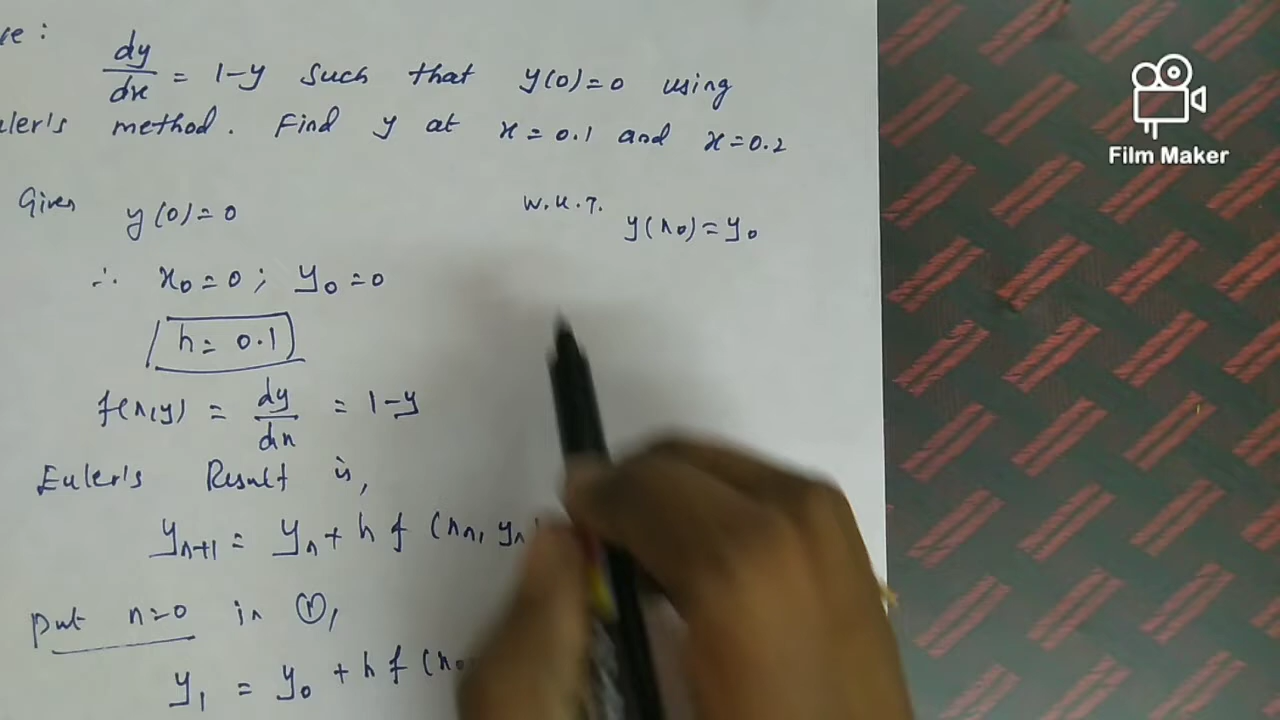 dy/dx = 1-y such that y(0)=0 using
method. Find y at x=0.1 and x=0.2
Given y(0)=0
W.K.T. y(x0)=y0
∴ x0=0; y0=0
h= 0.1
f(x,y) = dy/dx = 1-y
Euler's Result is,
yn+1 = yn + h f (xn, yn
put n=0 in ①,
y1 = y0 + h f (x0
Film Maker